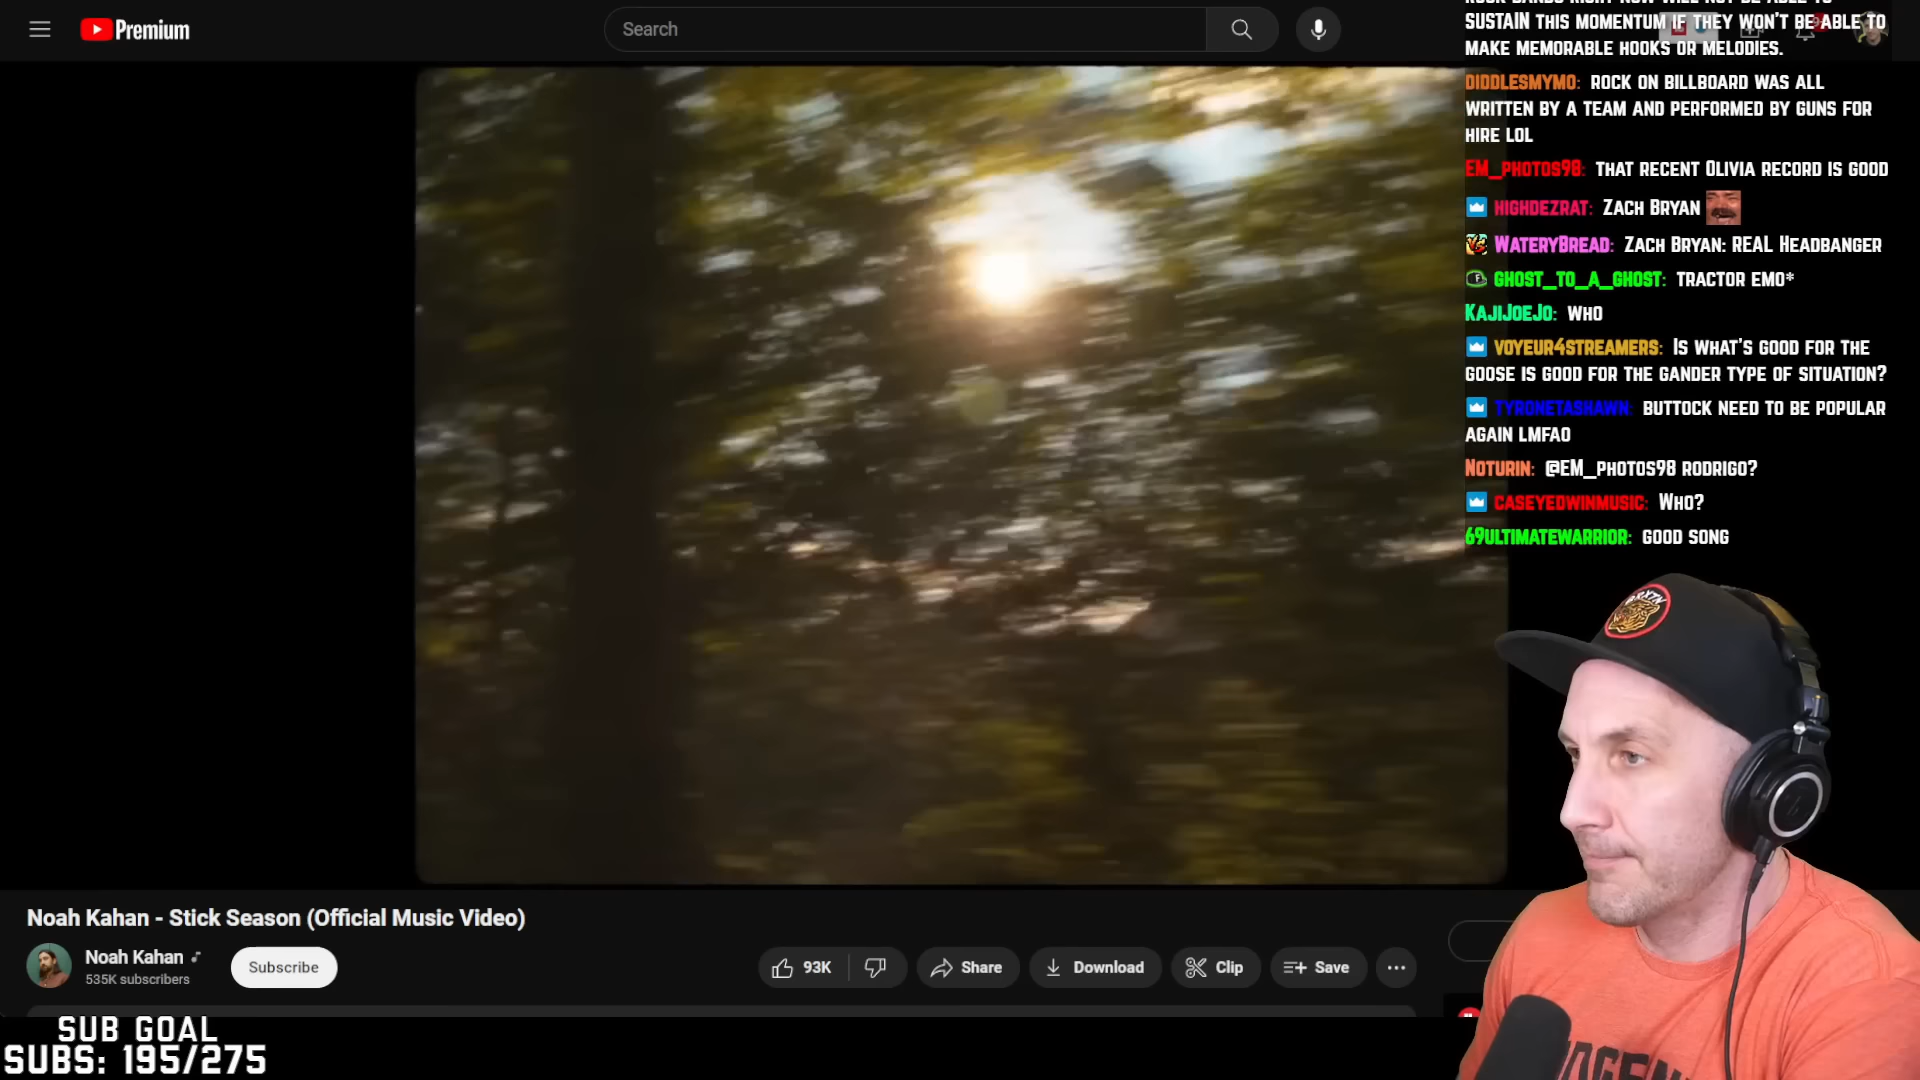 Premium
Search
SUSTAIN THIS MOMENTUM IF THEY WON'T BE ABLE TO
MAKE MEMORABLE HOOKS OR MELODIES.
DIDDLESMYMO: ROCK ON BILLBOARD WAS ALL
WRITTEN BY A TEAM AND PERFORMED BY GUNS FOR
HIRE LOL
EM_PHOTOS98: THAT RECENT OLIVIA RECORD IS GOOD
HIGHDEZRAT: ZACH BRYAN
WATERYBREAD: ZACH BRYAN: REAL HEADBANGER
GHOST_TO_A_GHOST: TRACTOR EMO*
KAJIJOEJO: WHO
VOYEUR4STREAMERS: IS WHAT'S GOOD FOR THE
GOOSE IS GOOD FOR THE GANDER TYPE OF SITUATION?
TYRONETASHAWN: BUTTOCK NEED TO BE POPULAR
AGAIN LMFAO
NOTURIN: @EM_PHOTOS98 RODRIGO?
CASEYEDWINMUSIC: WHO?
69ULTIMATEWARRIOR: GOOD SONG
Noah Kahan - Stick Season (Official Music Video)
Noah Kahan
535K subscribers
Subscribe
93K
Share
Download
Clip
Save
SUB GOAL
SUBS: 195/275